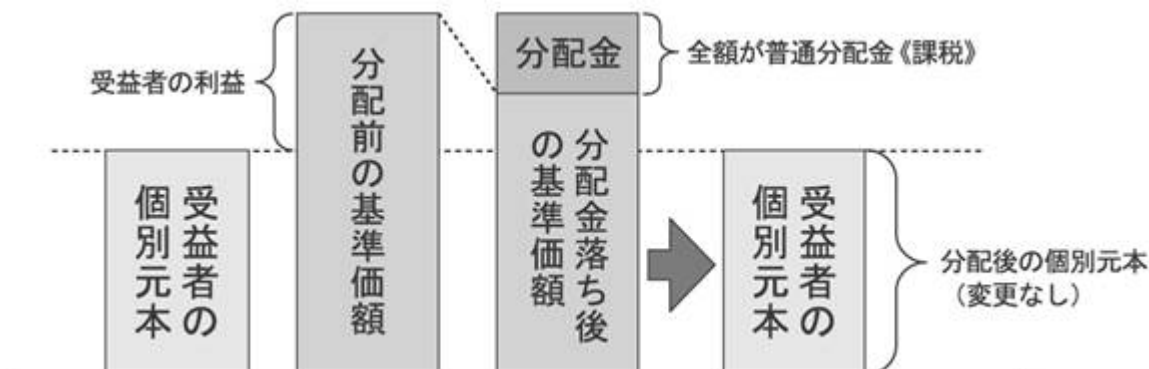 受益者の利益
受益者の
個別元本
分配前の基準価額
分配金
全額が普通分配金《課税》
分配金落ち後
の基準価額
受益者の
個別元本
分配後の個別元本
（変更なし）